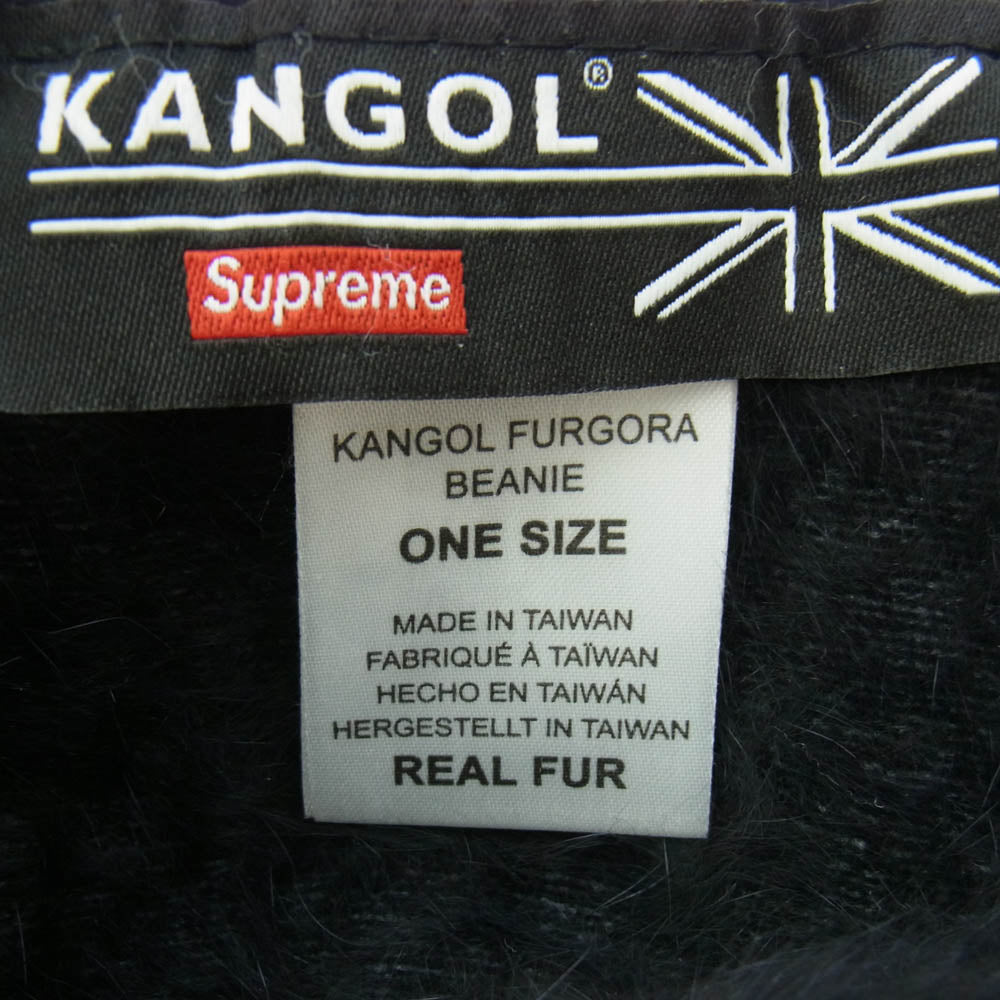 KANGOL®
Supreme
KANGOL FURGORA
BEANIE
ONE SIZE
MADE IN TAIWAN
FABRIQUÉ À TAÏWAN
HECHO EN TAIWÁN
HERGESTELLT IN TAIWAN
REAL FUR